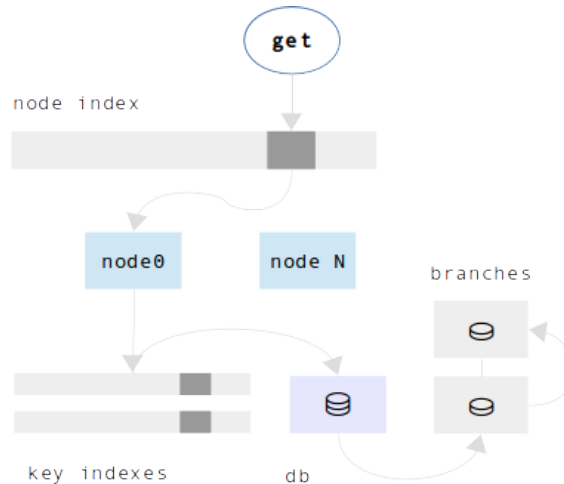 get
node index
node0
node N
branches
key indexes
db